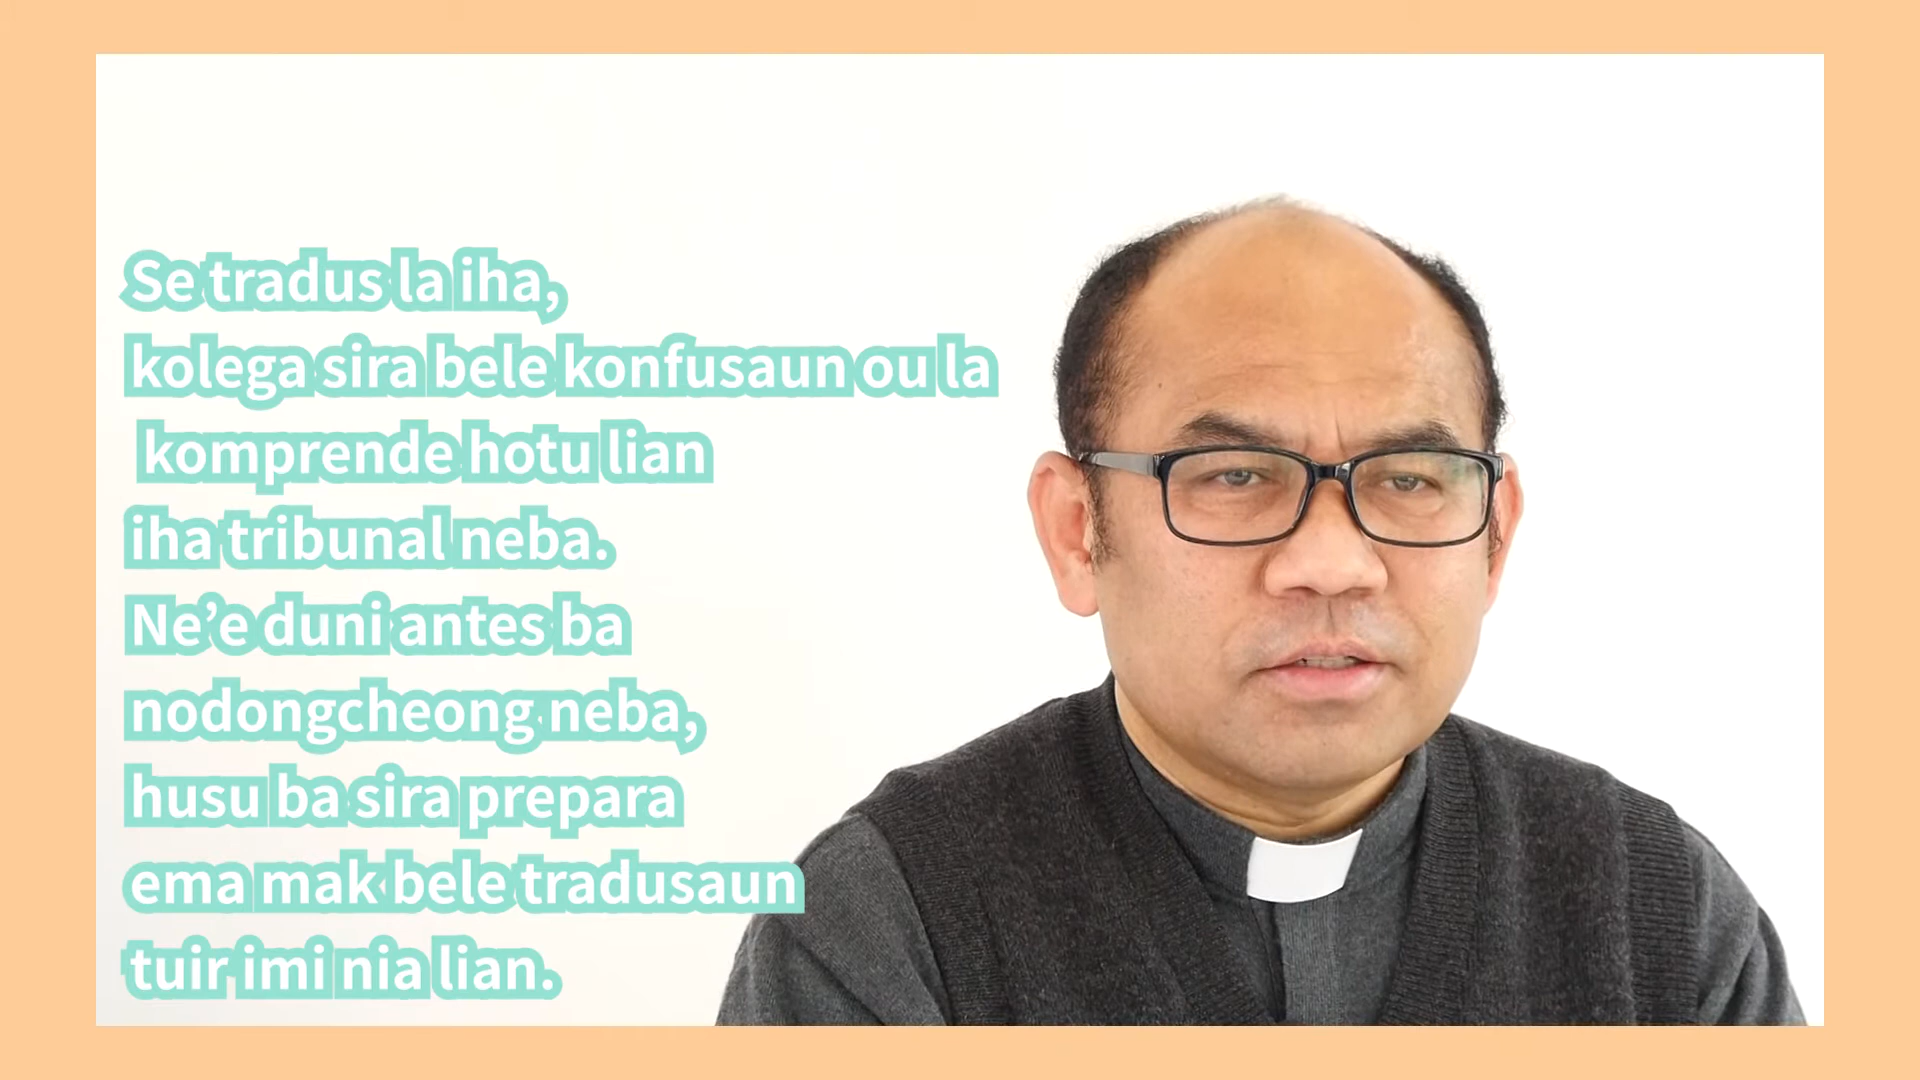 Se tradus la iha,
kolega sira bele konfusaun ou la
komprende hotu lian
iha tribunal neba.
Ne’e duni antes ba
nodongcheong neba,
husu ba sira prepara
ema mak bele tradusaun
tuir imi nia lian.